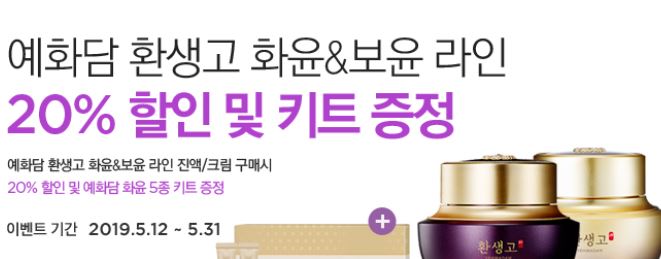 예화담 환생고 화윤&보윤 라인
20% 할인 및 키트 증정
예화담 환생고 화윤&보윤 라인 진액/크림 구매시
20% 할인 및 예화담 화윤 5종 키트 증정
이벤트 기간 2019.5.12 ~ 5.31
+
환생고
환생고